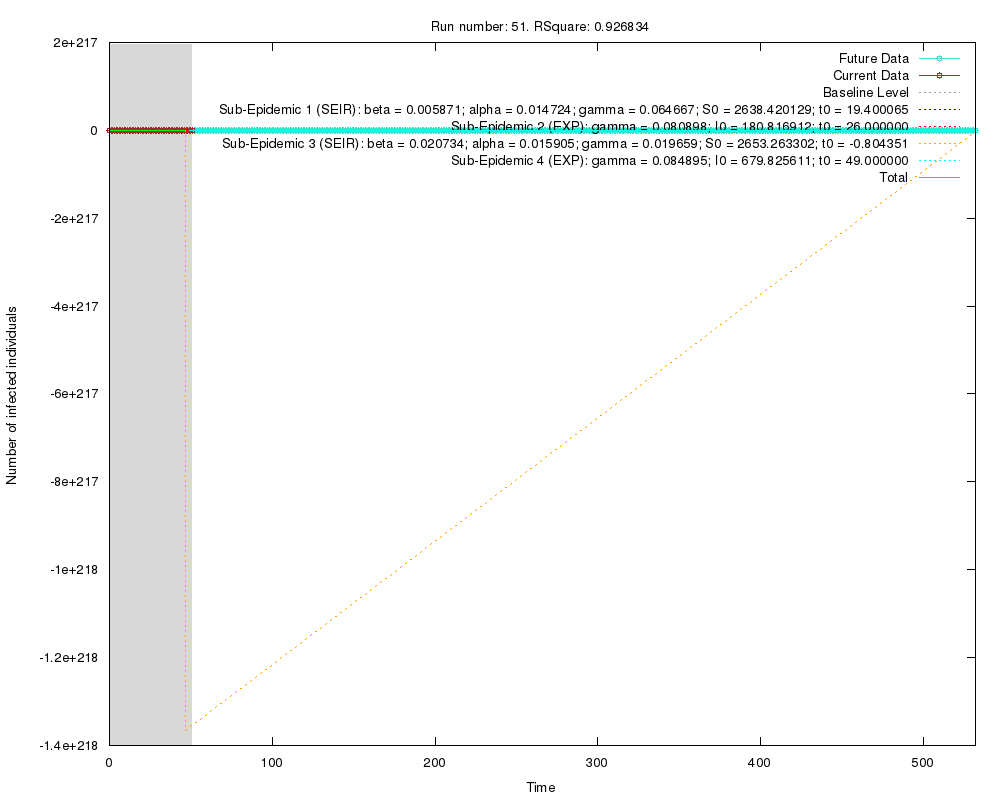 Run number: 51. RSquare: 0.926834
2e+217
0
-2e+217
-4e+217
-6e+217
-8e+217
-1e+218
-1.2e+218
-1.4e+218
Number of infected individuals
Future Data
Current Data
Baseline Level
Sub-Epidemic 1 (SEIR): beta = 0.005871; alpha = 0.014724; gamma = 0.064667; S0 = 2638.420129; t0 = 19.400065
Sub-Epidemic 2 (EXP): gamma = 0.080898; I0 = 180.816912; t0 = 26.000000
Sub-Epidemic 3 (SEIR): beta = 0.020734; alpha = 0.015905; gamma = 0.019659; S0 = 2653.263302; t0 = -0.804351
Sub-Epidemic 4 (EXP): gamma = 0.084895; I0 = 679.825611; t0 = 49.000000
Total
0 100 200 300 400 500
Time